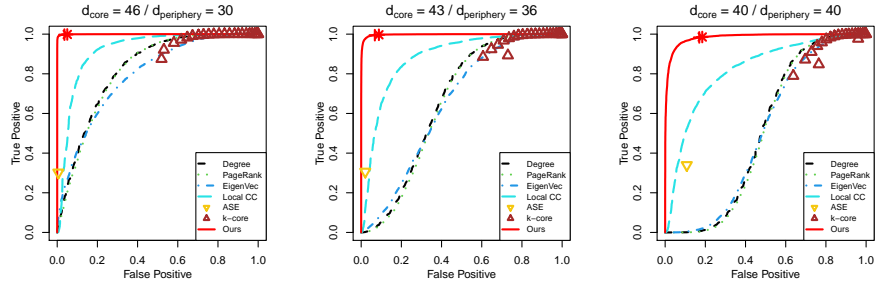 d_core = 46 / d_periphery = 30
True Positive
1.0
0.8
0.6
0.4
0.2
0.0
Degree
PageRank
EigenVec
Local CC
ASE
k−core
Ours
0.0 0.2 0.4 0.6 0.8 1.0
False Positive
d_core = 43 / d_periphery = 36
True Positive
1.0
0.8
0.6
0.4
0.2
0.0
Degree
PageRank
EigenVec
Local CC
ASE
k−core
Ours
0.0 0.2 0.4 0.6 0.8 1.0
False Positive
d_core = 40 / d_periphery = 40
True Positive
1.0
0.8
0.6
0.4
0.2
0.0
Degree
PageRank
EigenVec
Local CC
ASE
k−core
Ours
0.0 0.2 0.4 0.6 0.8 1.0
False Positive